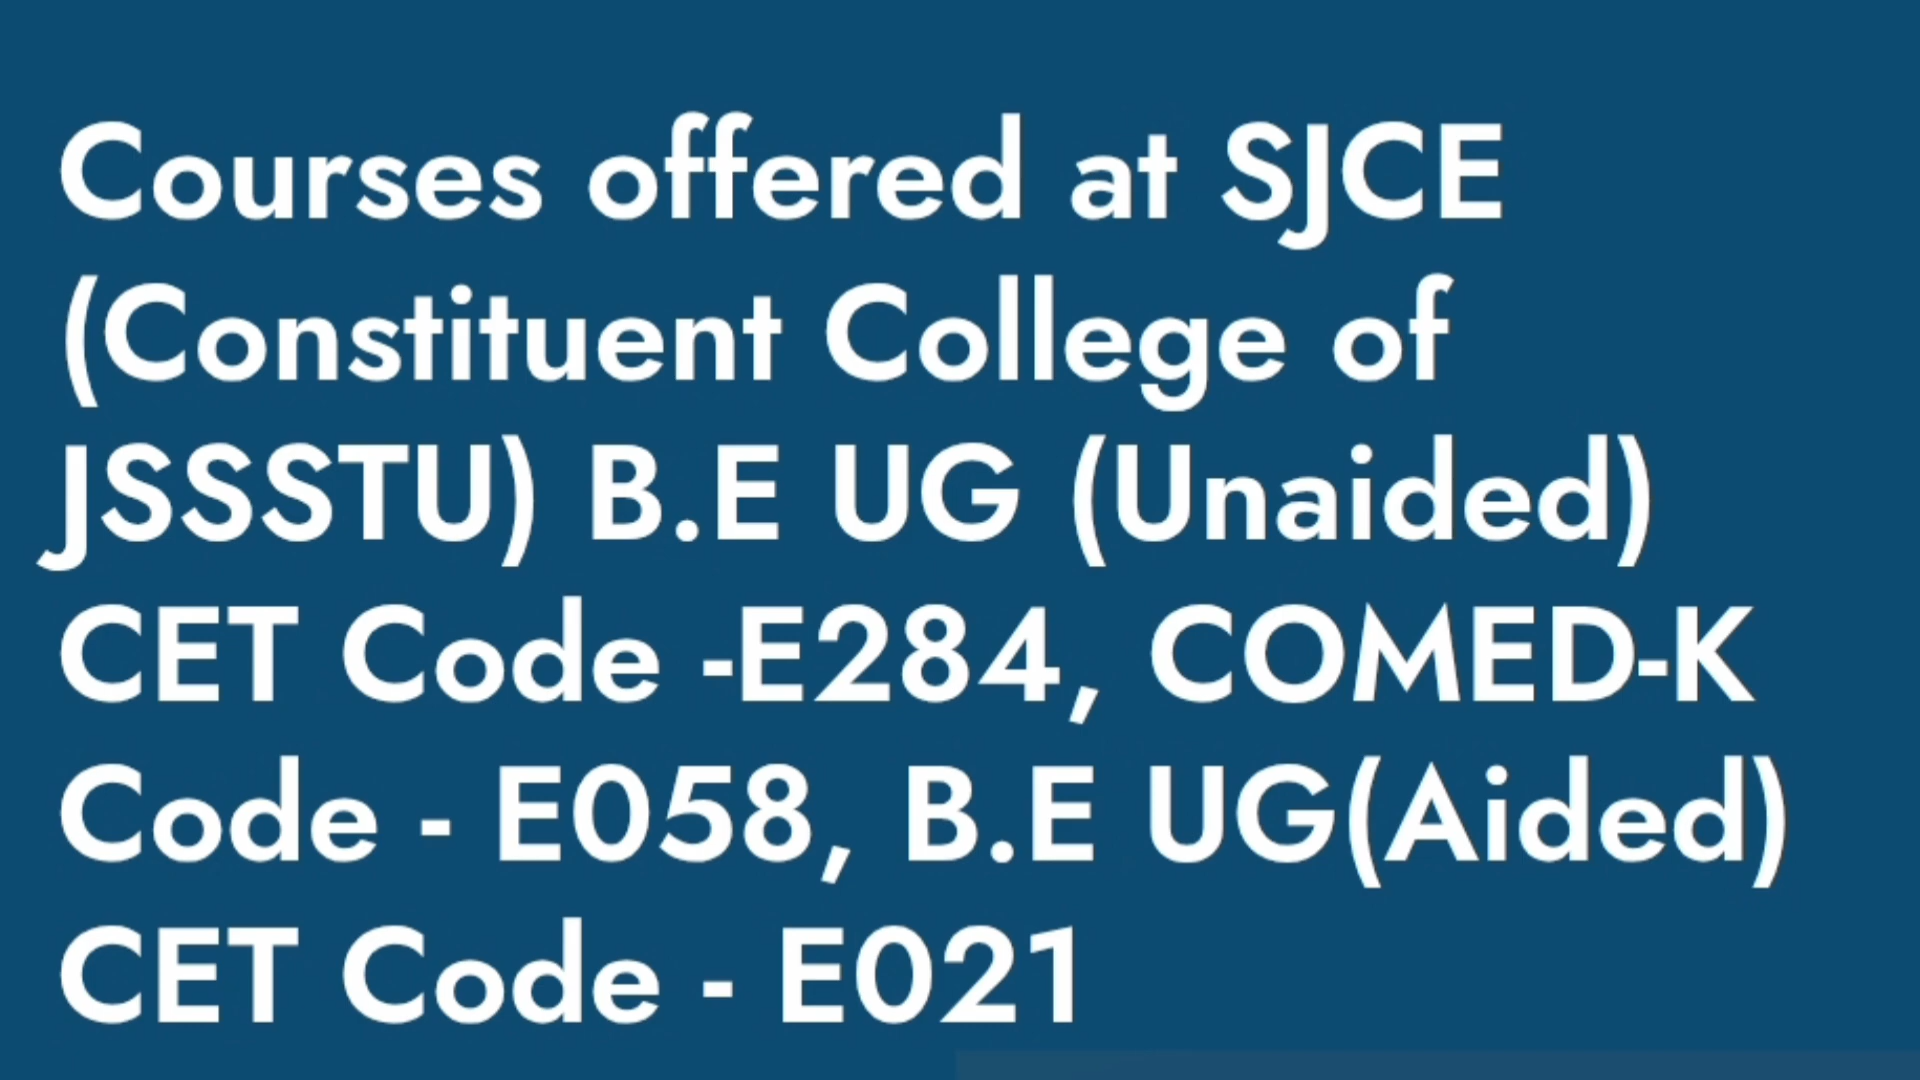 Courses offered at SJCE
(Constituent College of
JSSSTU) B.E UG (Unaided)
CET Code -E284, COMED-K
Code - E058, B.E UG(Aided)
CET Code - E021